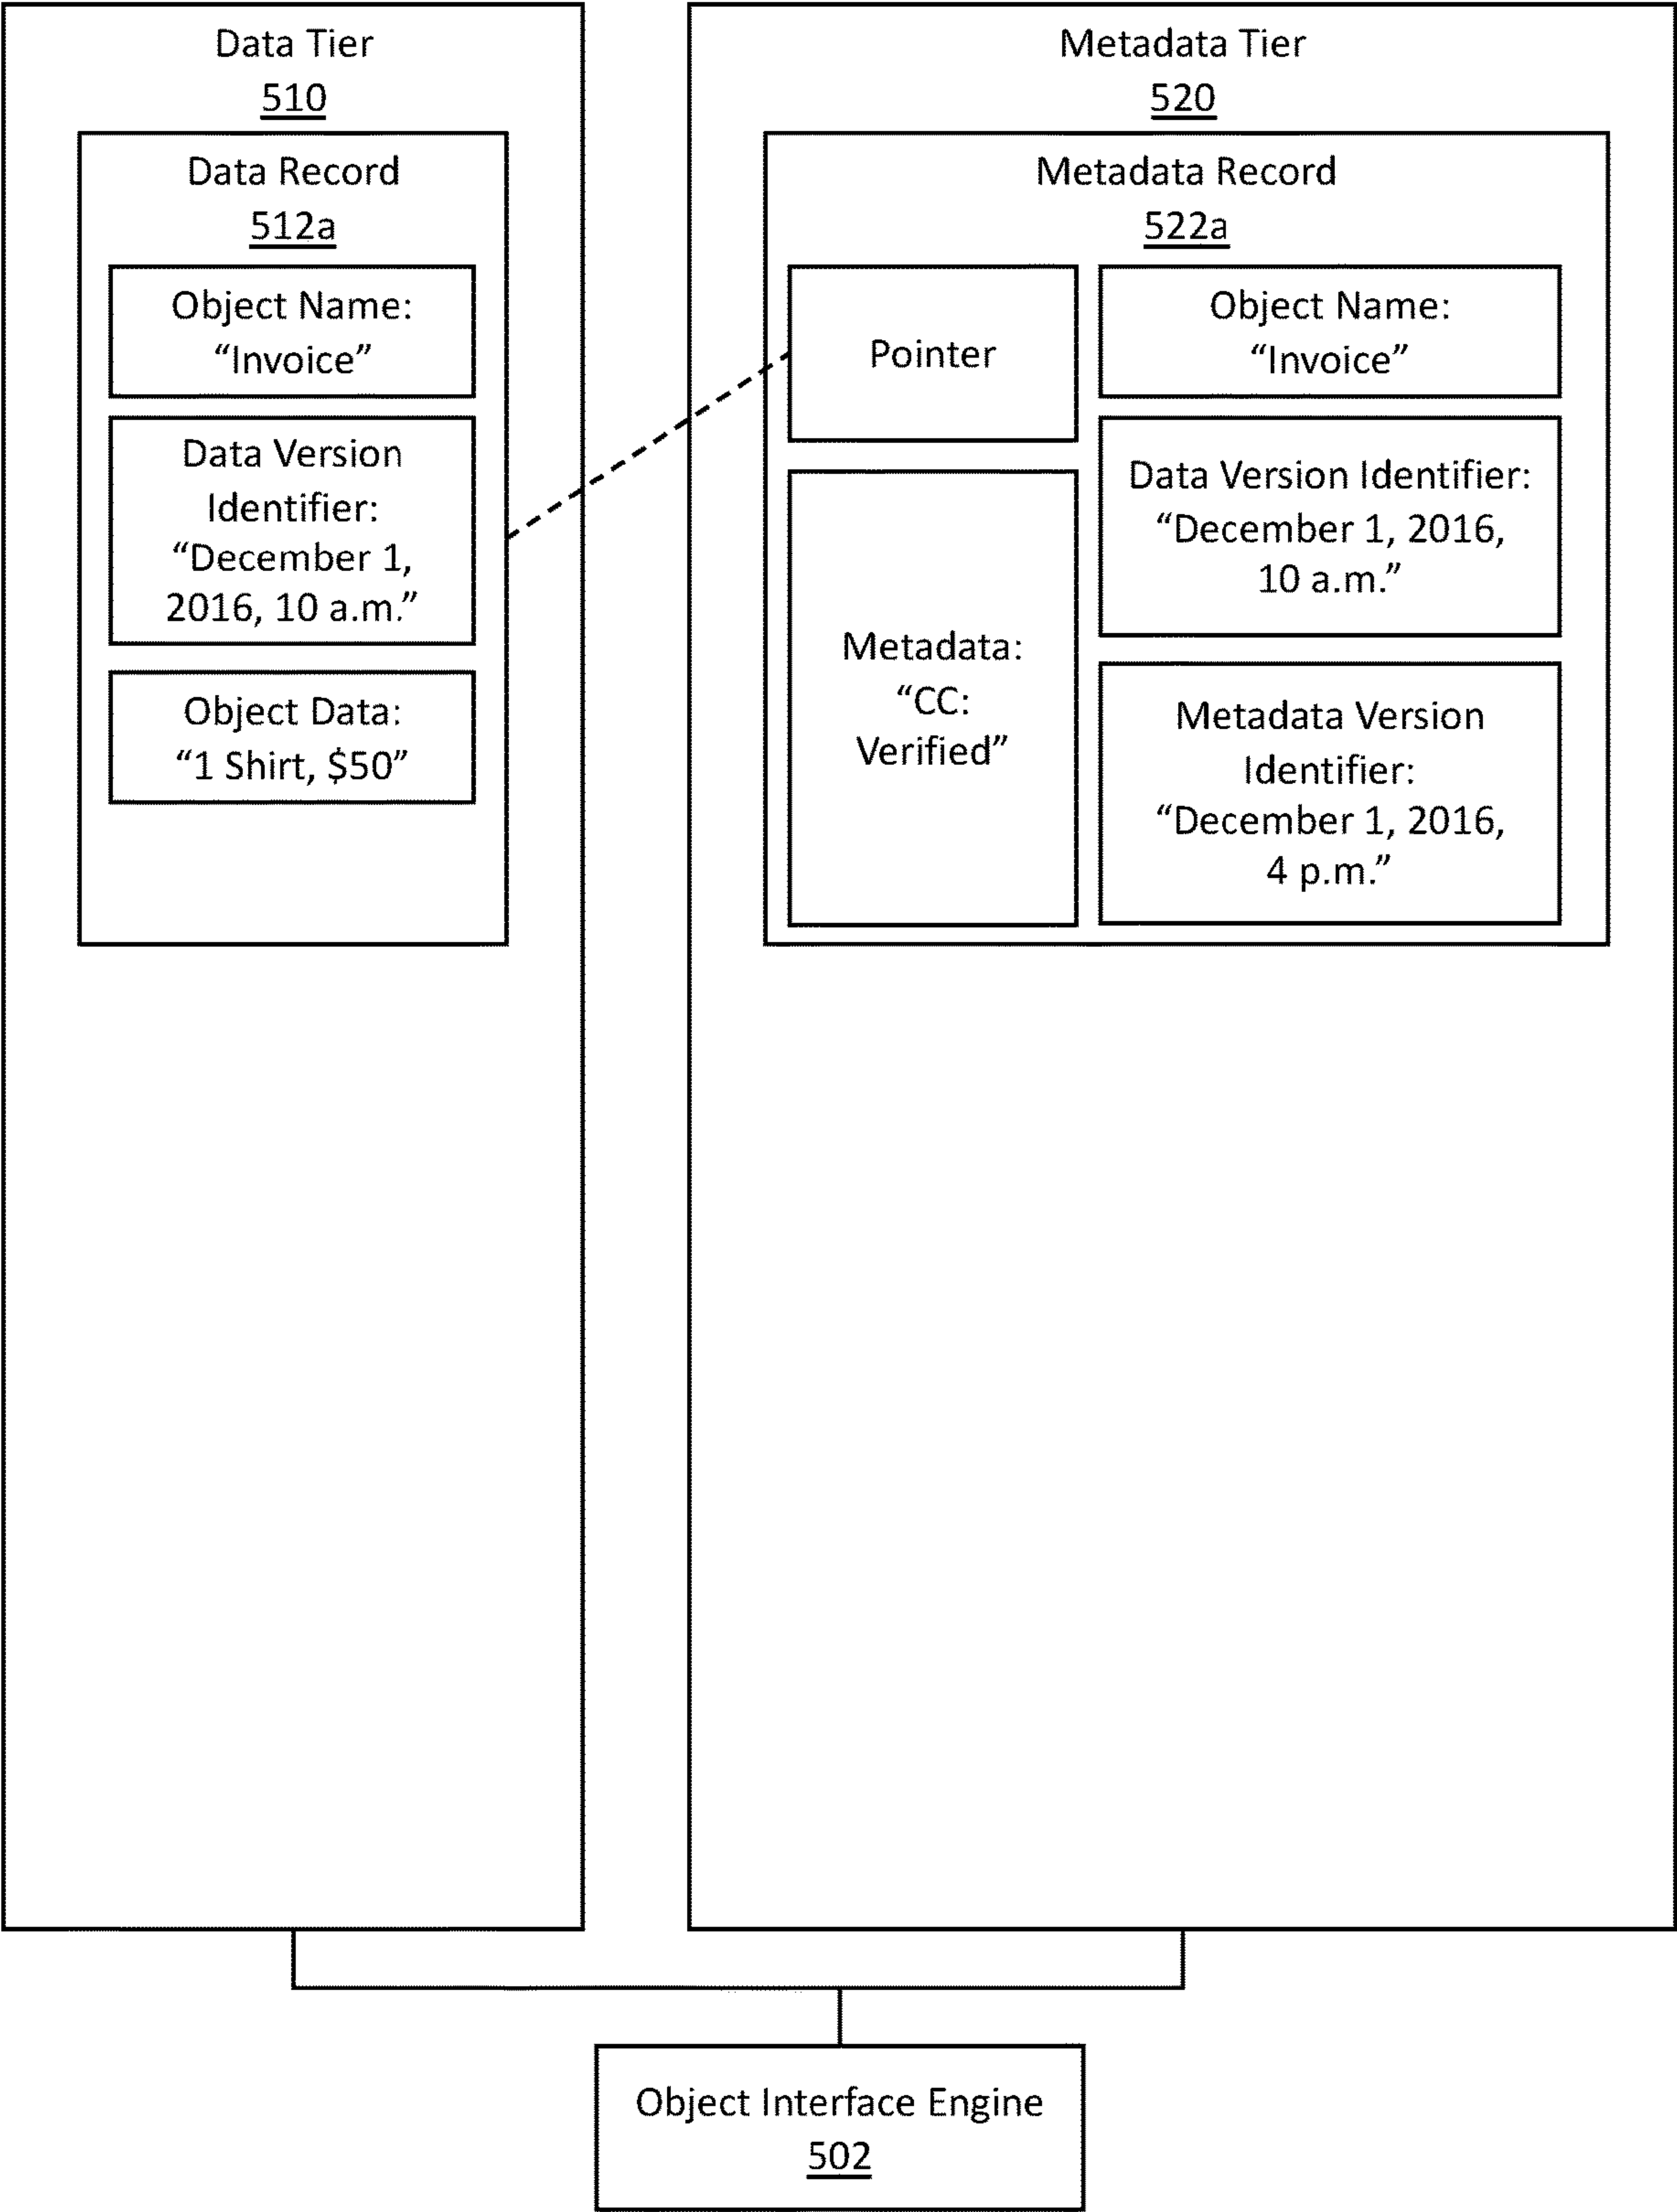 Data Tier
510
Data Record
512a
Object Name:
“Invoice”
Data Version
Identifier:
“December 1,
2016, 10 a.m.”
Object Data:
“1 Shirt, $50”
Metadata Tier
520
Metadata Record
522a
Pointer
Metadata:
“CC:
Verified”
Object Name:
“Invoice”
Data Version Identifier:
“December 1, 2016,
10 a.m.”
Metadata Version
Identifier:
“December 1, 2016,
4 p.m.”
Object Interface Engine
502